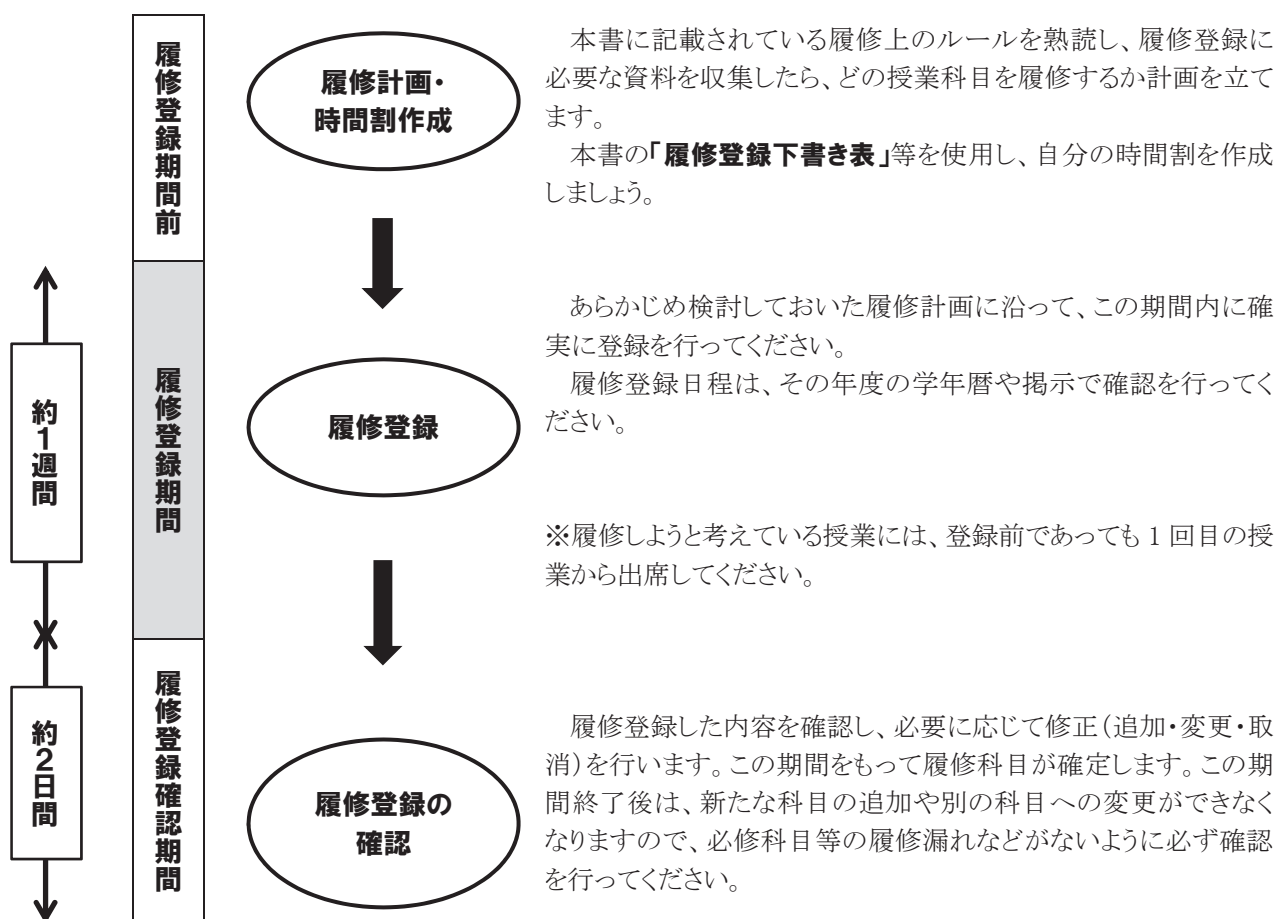 履修登録期間前
履修計画・
時間割作成
本書に記載されている履修上のルールを熟読し、履修登録に
必要な資料を収集したら、どの授業科目を履修するか計画を立て
ます。
本書の「履修登録下書き表」等を使用し、自分の時間割を作成
しましょう。
約1週間
履修登録期間
履修登録
あらかじめ検討しておいた履修計画に沿って、この期間内に確
実に登録を行ってください。
履修登録日程は、その年度の学年暦や掲示で確認を行ってく
ださい。
※履修しようと考えている授業には、登録前であっても 1 回目の授
業から出席してください。
約2日間
履修登録確認期間
履修登録の
確認
履修登録した内容を確認し、必要に応じて修正(追加・変更・取
消)を行います。この期間をもって履修科目が確定します。この期
間終了後は、新たな科目の追加や別の科目への変更ができなく
なりますので、必修科目等の履修漏れなどがないように必ず確認
を行ってください。